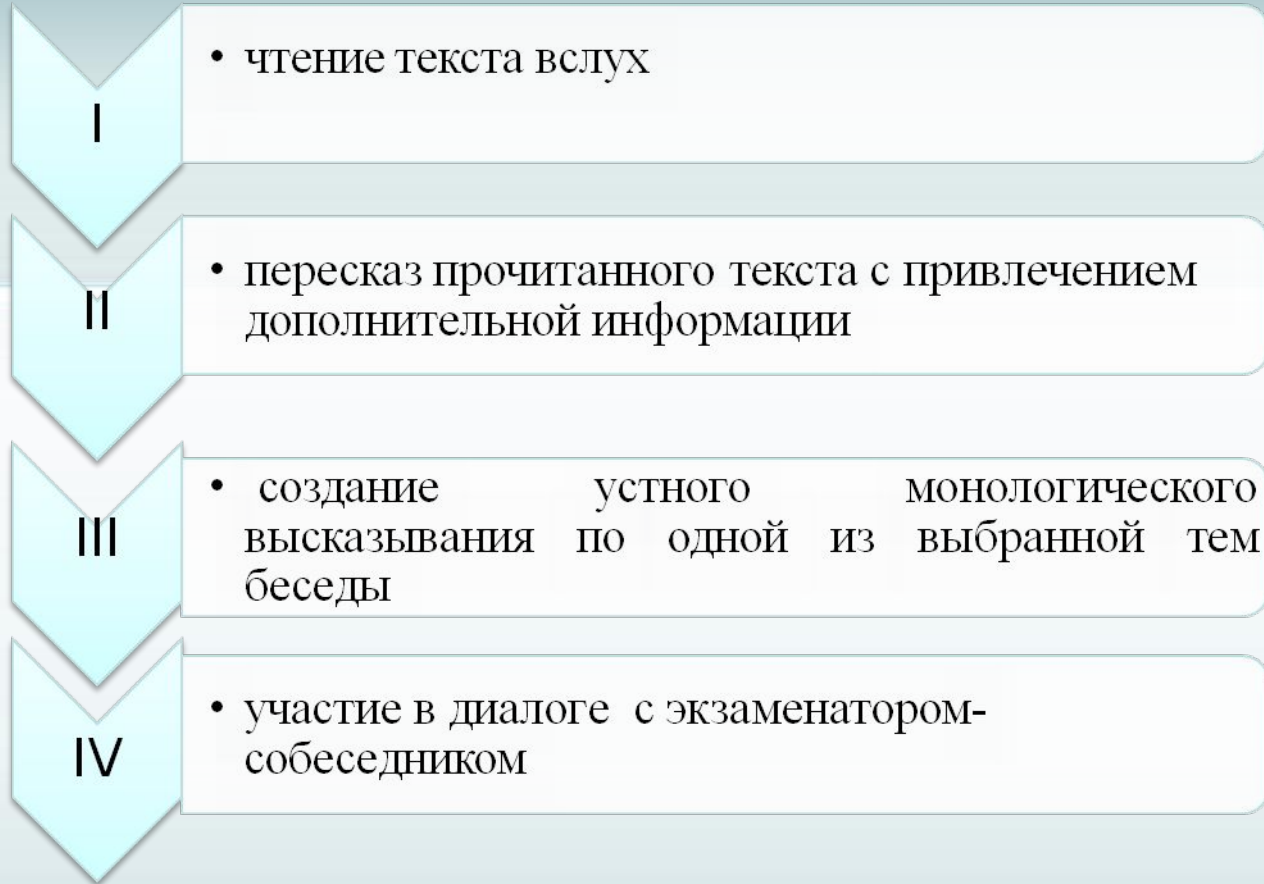 I
• чтение текста вслух
II
• пересказ прочитанного текста с привлечением
дополнительной информации
III
• создание устного монологического
высказывания по одной из выбранной тем
беседы
IV
• участие в диалоге с экзаменатором-
собеседником